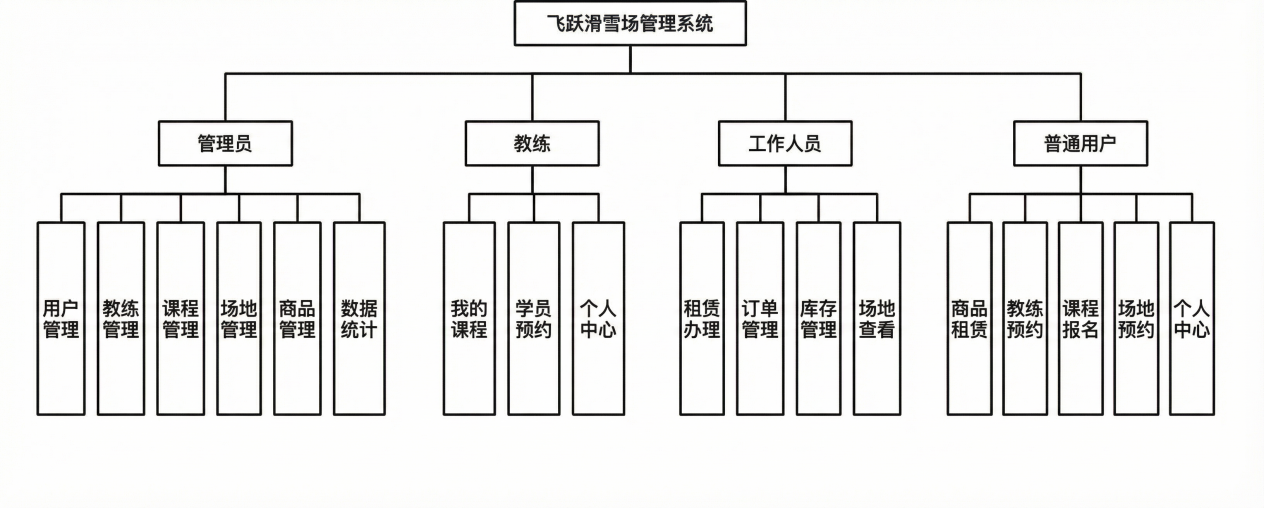 飞跃滑雪场管理系统
管理员
教练
工作人员
普通用户
用户
管理
教练
管理
课程
管理
场地
管理
商品
管理
数据
统计
我的
课程
学员
预约
个人
中心
租赁
办理
订单
管理
库存
管理
场地
查看
商品
租赁
教练
预约
课程
报名
场地
预约
个人
中心